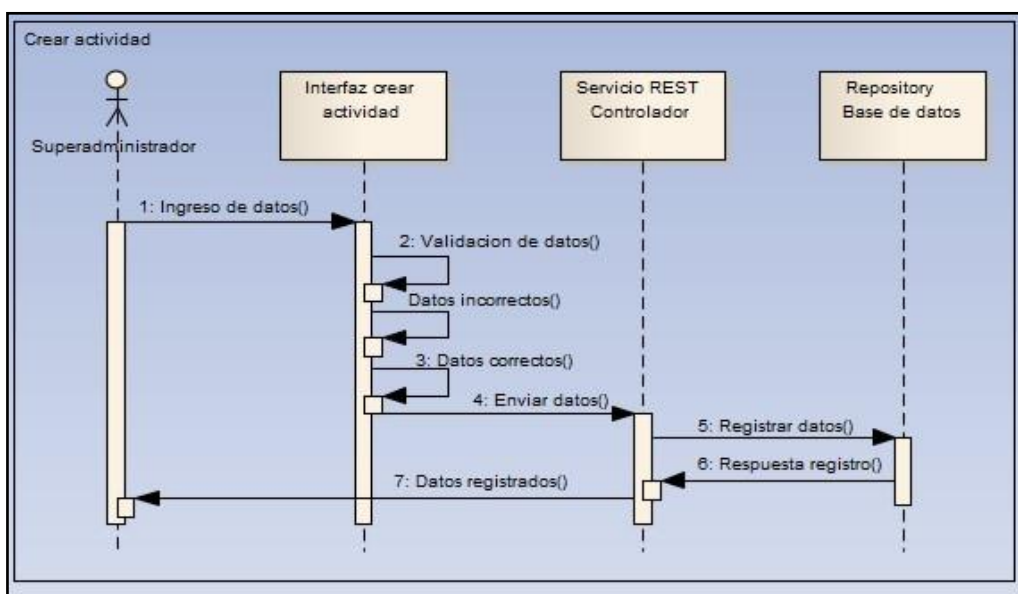 Crear actividad
Superadministrador
Interfaz crear
actividad
Servicio REST
Controlador
Repository
Base de datos
1: Ingreso de datos()
2: Validacion de datos()
Datos incorrectos()
3: Datos correctos()
4: Enviar datos()
5: Registrar datos()
6: Respuesta registro()
7: Datos registrados()